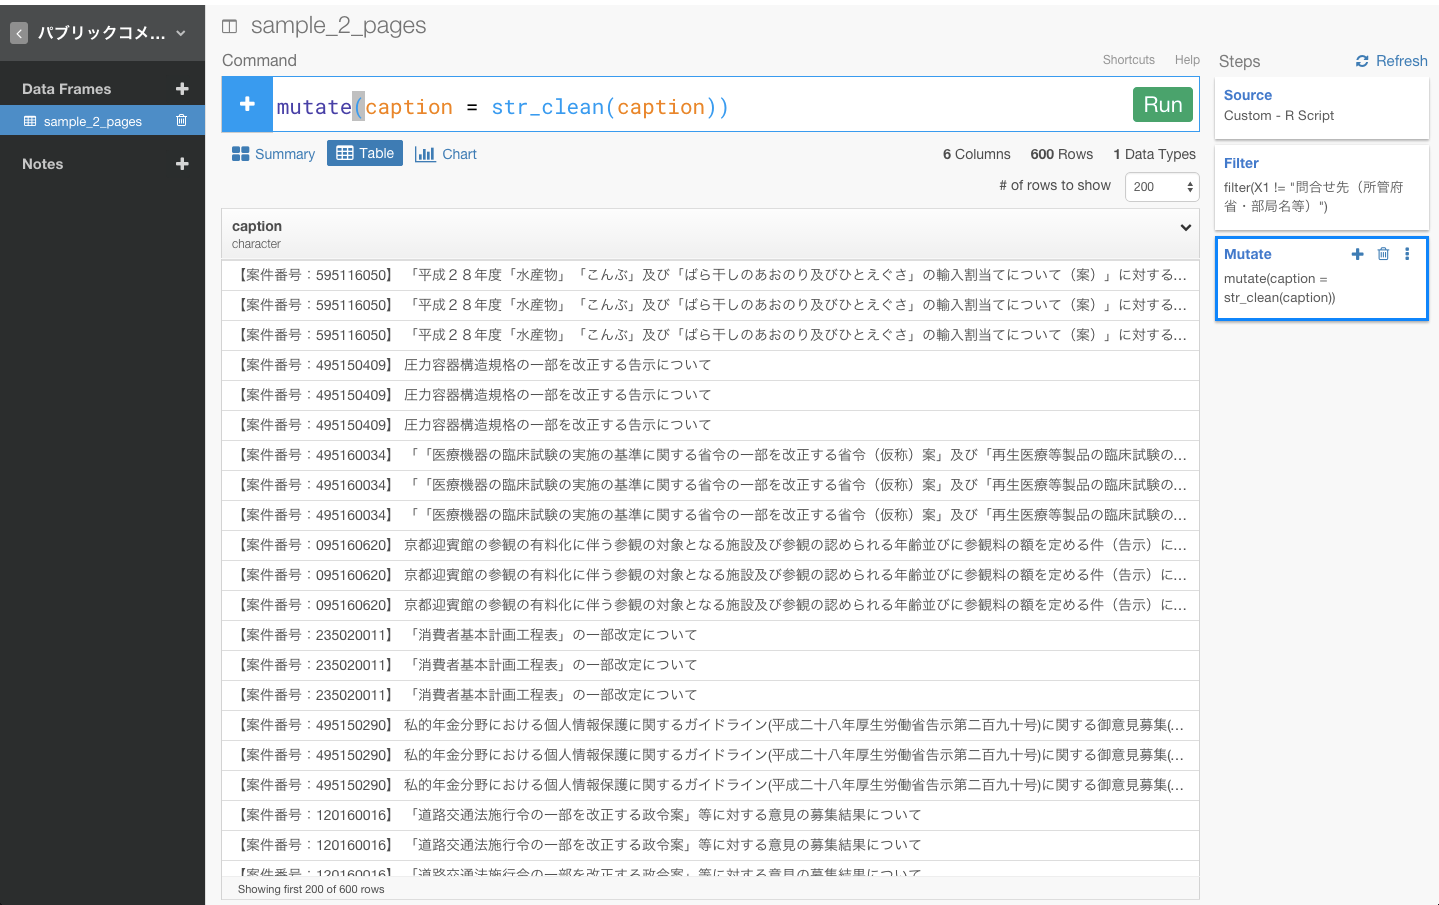 パブリックコメ...
Data Frames
sample_2_pages
Notes
sample_2_pages
Command
Shortcuts Help
mutate(caption = str_clean(caption))
Run
Summary Table Chart
6 Columns 600 Rows 1 Data Types
# of rows to show 200
caption
character
【案件番号：595116050】 「平成２８年度「水産物」「こんぶ」及び「ばら干しのあおのり及びひとえぐさ」の輸入割当てについて（案）」に対する...
【案件番号：595116050】 「平成２８年度「水産物」「こんぶ」及び「ばら干しのあおのり及びひとえぐさ」の輸入割当てについて（案）」に対する...
【案件番号：595116050】 「平成２８年度「水産物」「こんぶ」及び「ばら干しのあおのり及びひとえぐさ」の輸入割当てについて（案）」に対する...
【案件番号：495150409】 圧力容器構造規格の一部を改正する告示について
【案件番号：495150409】 圧力容器構造規格の一部を改正する告示について
【案件番号：495150409】 圧力容器構造規格の一部を改正する告示について
【案件番号：495160034】 「「医療機器の臨床試験の実施の基準に関する省令の一部を改正する省令（仮称）案」及び「再生医療等製品の臨床試験の...
【案件番号：495160034】 「「医療機器の臨床試験の実施の基準に関する省令の一部を改正する省令（仮称）案」及び「再生医療等製品の臨床試験の...
【案件番号：495160034】 「「医療機器の臨床試験の実施の基準に関する省令の一部を改正する省令（仮称）案」及び「再生医療等製品の臨床試験の...
【案件番号：095160620】 京都迎賓館の参観の有料化に伴う参観の対象となる施設及び参観の認められる年齢並びに参観料の額を定める件（告示）に...
【案件番号：095160620】 京都迎賓館の参観の有料化に伴う参観の対象となる施設及び参観の認められる年齢並びに参観料の額を定める件（告示）に...
【案件番号：095160620】 京都迎賓館の参観の有料化に伴う参観の対象となる施設及び参観の認められる年齢並びに参観料の額を定める件（告示）に...
【案件番号：235020011】 「消費者基本計画工程表」の一部改定について
【案件番号：235020011】 「消費者基本計画工程表」の一部改定について
【案件番号：235020011】 「消費者基本計画工程表」の一部改定について
【案件番号：495150290】 私的年金分野における個人情報保護に関するガイドライン(平成二十八年厚生労働省告示第二百九十号)に関する御意見募集(...
【案件番号：495150290】 私的年金分野における個人情報保護に関するガイドライン(平成二十八年厚生労働省告示第二百九十号)に関する御意見募集(...
【案件番号：495150290】 私的年金分野における個人情報保護に関するガイドライン(平成二十八年厚生労働省告示第二百九十号)に関する御意見募集(...
【案件番号：120160016】 「道路交通法施行令の一部を改正する政令案」等に対する意見の募集結果について
【案件番号：120160016】 「道路交通法施行令の一部を改正する政令案」等に対する意見の募集結果について
【案件番号：120160016】 「道路交通法施行令の一部を改正する政令案」等に対する意見の募集結果について
Showing first 200 of 600 rows
Steps Refresh
Source
Custom - R Script
Filter
filter(X1 != "問合せ先（所管府
省・部局名等）")
Mutate
mutate(caption =
str_clean(caption))